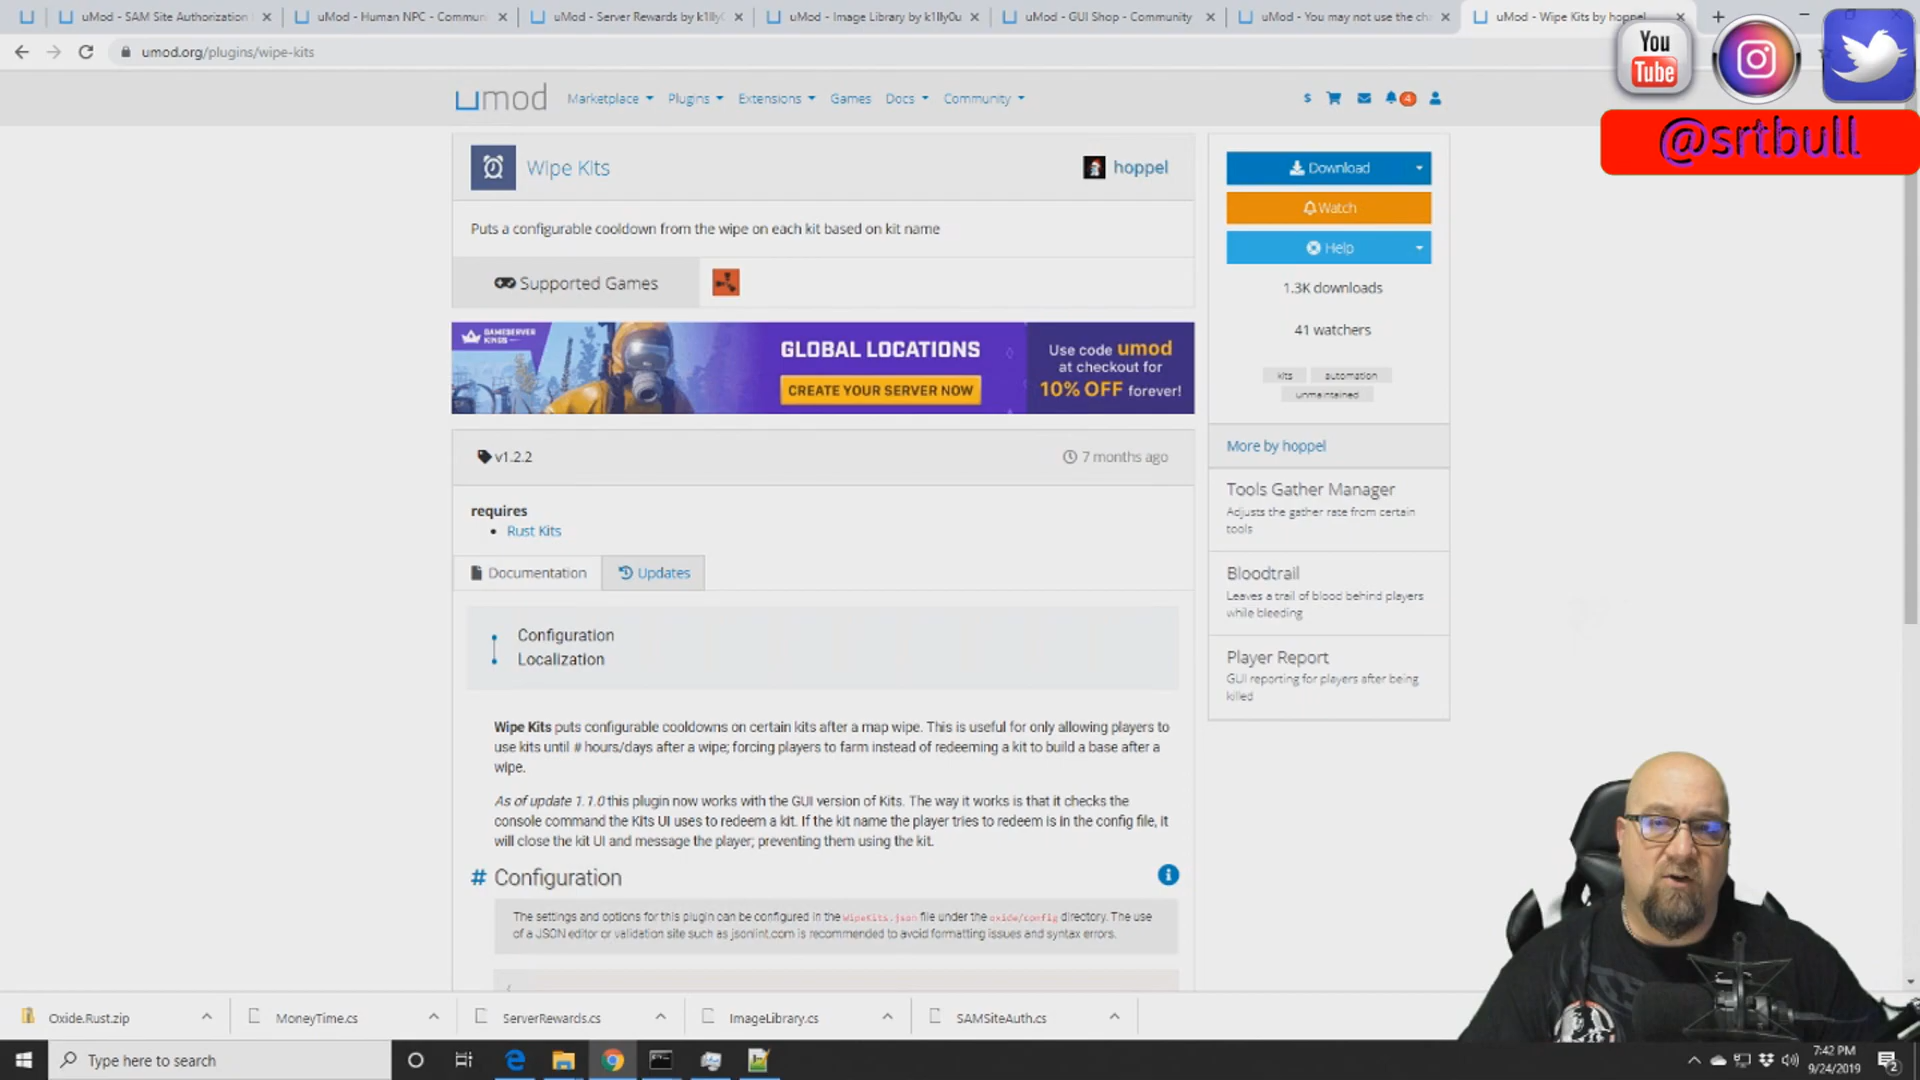 uMod - SAM Site Authorization
uMod - Human NPC - Commun
uMod - Server Rewards by k1lly0
uMod - Image Library by k1lly0u
uMod - GUI Shop - Community
uMod - You may not use the ch
uMod - Wipe Kits by hoppel
umod.org/plugins/wipe-kits
You
Tube
@srtbull
umod
Marketplace
Plugins
Extensions
Games
Docs
Community
$
4
Wipe Kits
hoppel
Puts a configurable cooldown from the wipe on each kit based on kit name
Supported Games
Download
Watch
Help
1.3K downloads
41 watchers
kits
automation
unmaintained
GAMESERVER
KINGS
GLOBAL LOCATIONS
CREATE YOUR SERVER NOW
Use code umod
at checkout for
10% OFF forever!
v1.2.2
7 months ago
requires
• Rust Kits
Documentation
Updates
Configuration
Localization
More by hoppel
Tools Gather Manager
Adjusts the gather rate from certain
tools
Bloodtrail
Leaves a trail of blood behind players
while bleeding
Player Report
GUI reporting for players after being
killed
Wipe Kits puts configurable cooldowns on certain kits after a map wipe. This is useful for only allowing players to
use kits until # hours/days after a wipe; forcing players to farm instead of redeeming a kit to build a base after a
wipe.
As of update 1.1.0 this plugin now works with the GUI version of Kits. The way it works is that it checks the
console command the Kits UI uses to redeem a kit. If the kit name the player tries to redeem is in the config file, it
will close the kit UI and message the player; preventing them using the kit.
# Configuration
The settings and options for this plugin can be configured in the WipeKits.json file under the oxide/config directory. The use
of a JSON editor or validation site such as jsonlint.com is recommended to avoid formatting issues and syntax errors.
{
Oxide.Rust.zip
MoneyTime.cs
ServerRewards.cs
ImageLibrary.cs
SAMSiteAuth.cs
Type here to search
7:42 PM
9/24/2019
2